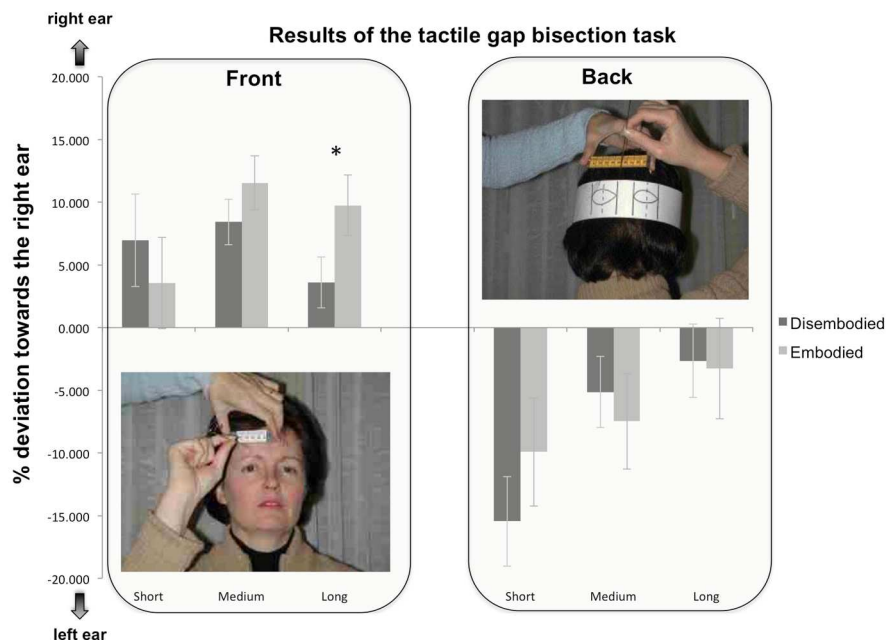 right ear
Results of the tactile gap bisection task
Front
Back
% deviation towards the right ear
20.000
15.000
10.000
5.000
0.000
-5.000
-10.000
-15.000
-20.000
*
Disembodied
Embodied
Short Medium Long
Short Medium Long
left ear